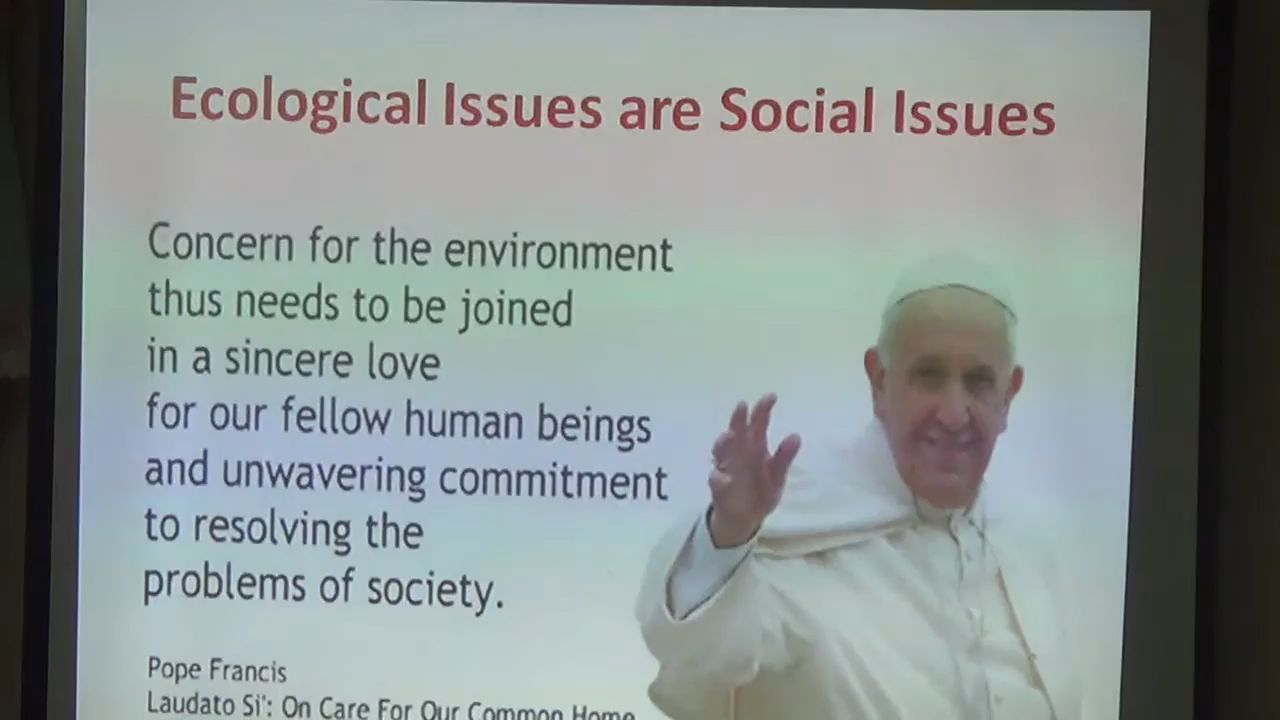 Ecological Issues are Social Issues
Concern for the environment
thus needs to be joined
in a sincere love
for our fellow human beings
and unwavering commitment
to resolving the
problems of society.
Pope Francis
Laudato Si': On Care For Our Common Home